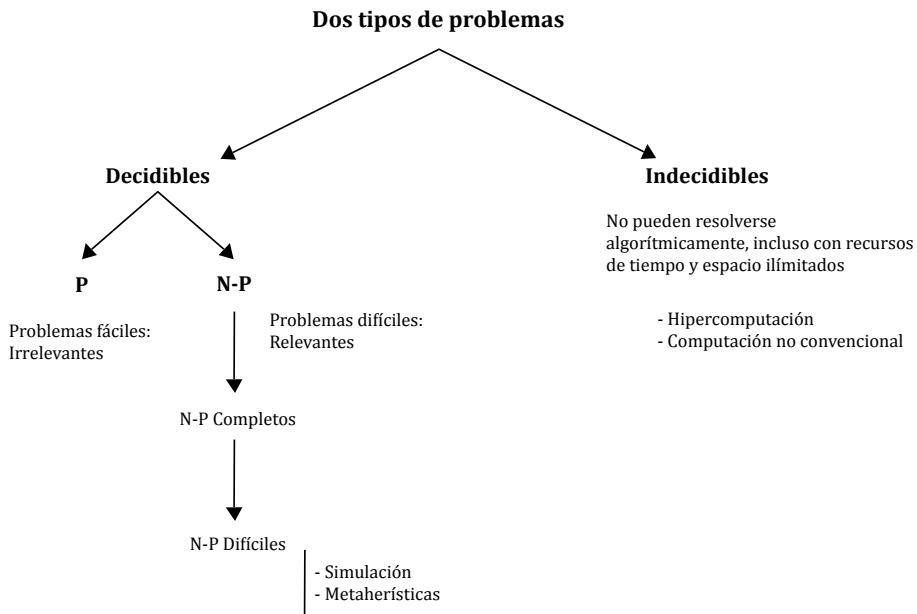 Dos tipos de problemas
Decidibles
Indecidibles
No pueden resolverse
algorítmicamente, incluso con recursos
de tiempo y espacio ilímitados
P
N-P
Problemas fáciles:
Irrelevantes
Problemas difíciles:
Relevantes
- Hipercomputación
- Computación no convencional
N-P Completos
N-P Difíciles
- Simulación
- Metaherísticas